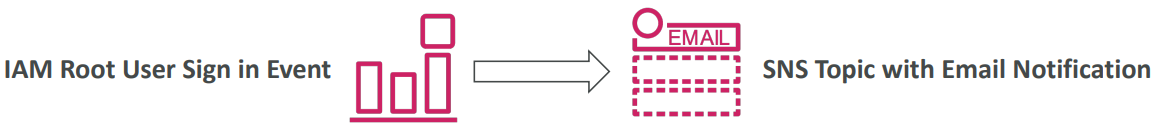 IAM Root User Sign in Event
EMAIL
SNS Topic with Email Notification